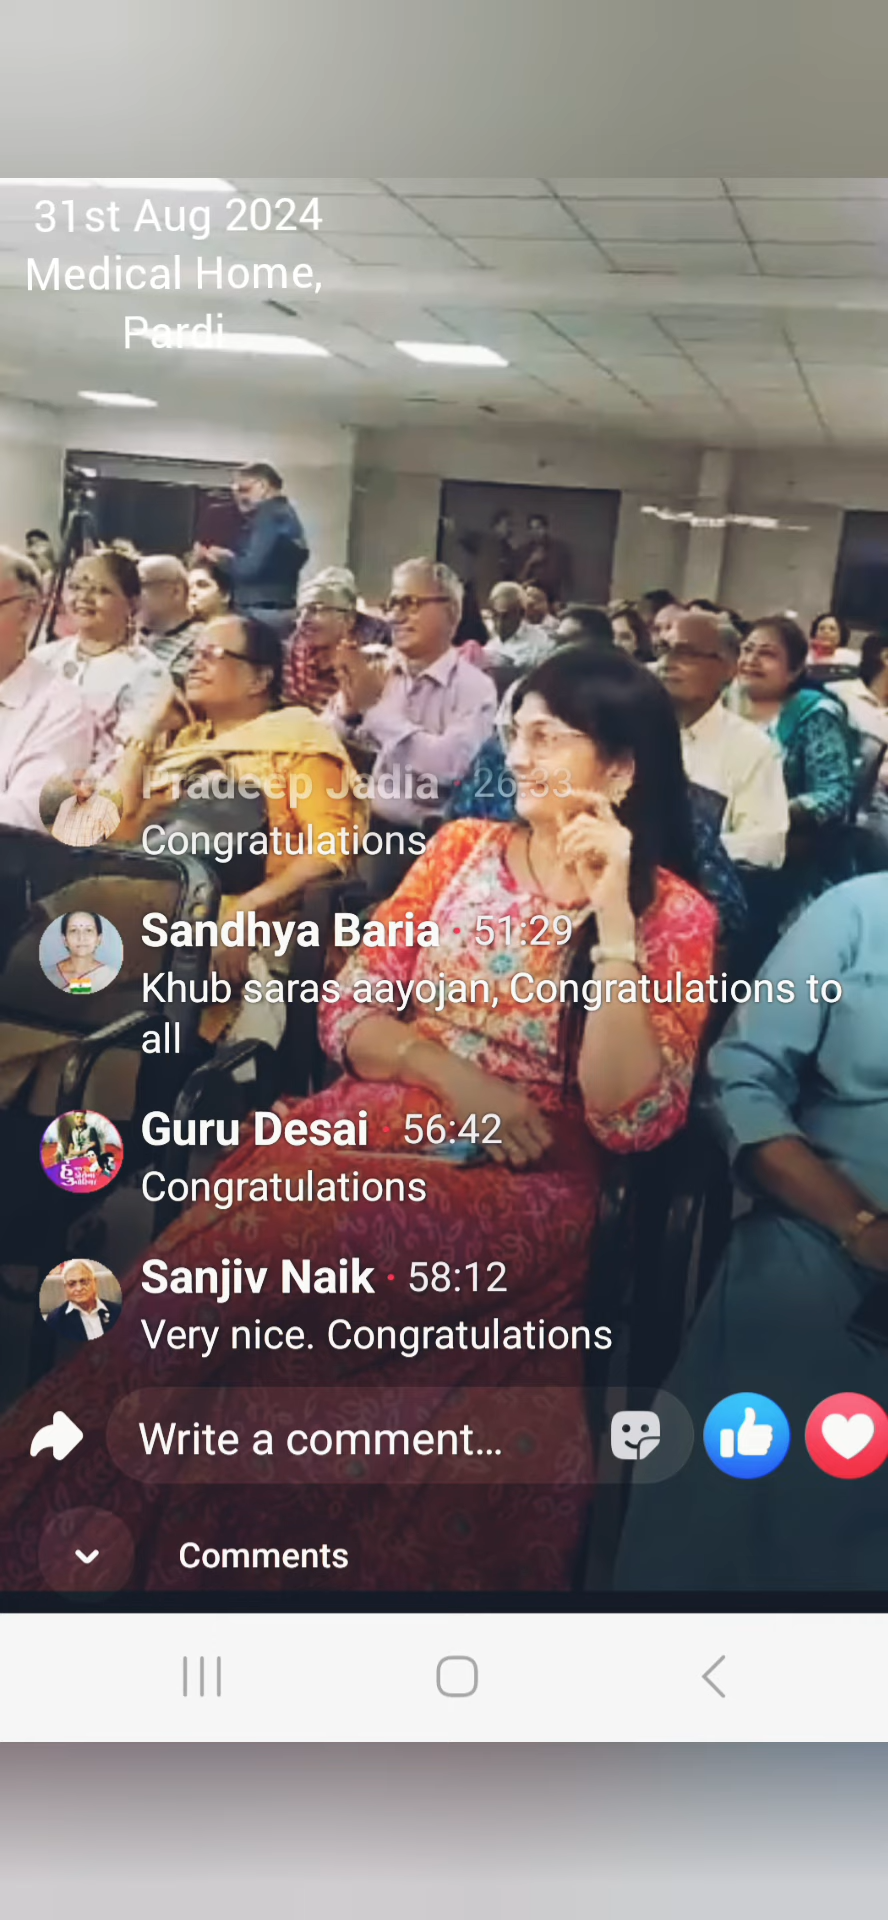 31st Aug 2024
Medical Home,
Pardi
Pradeep Jadia · 26:33
Congratulations
Sandhya Baria · 51:29
Khub saras aayojan, Congratulations to
all
Guru Desai · 56:42
Congratulations
Sanjiv Naik · 58:12
Very nice. Congratulations
Write a comment...
Comments